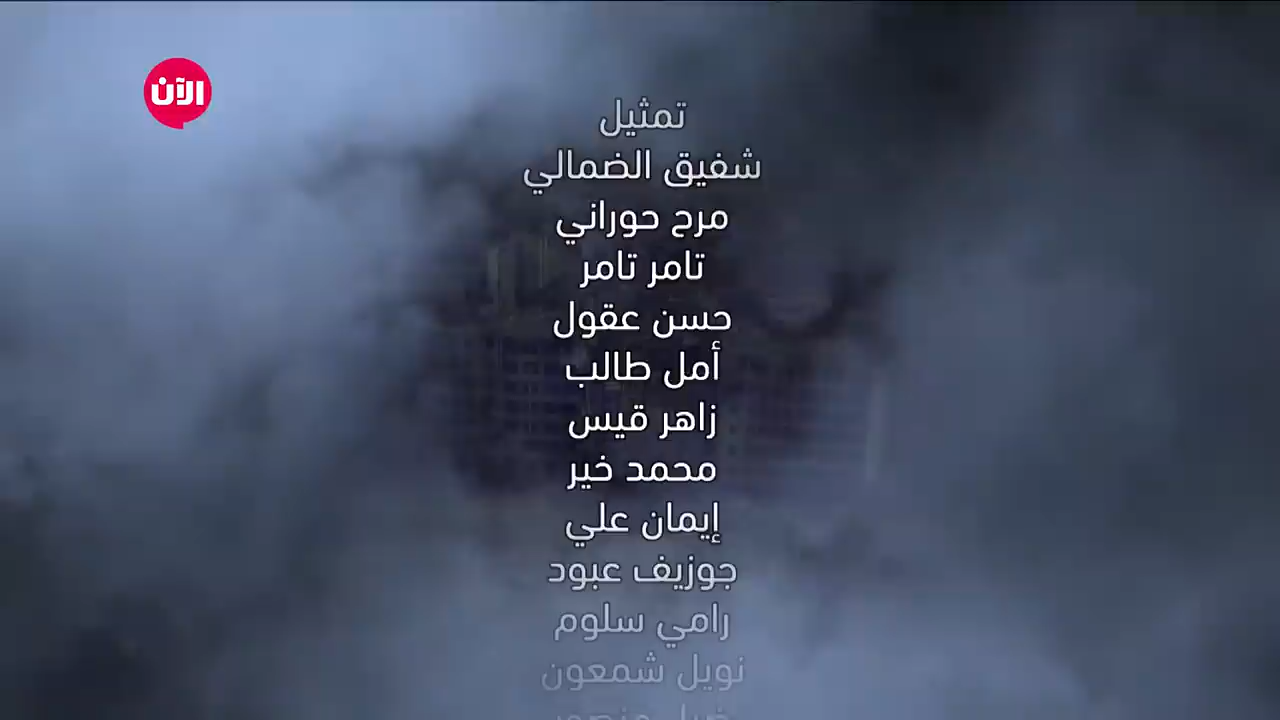 الآن
تمثيل
شفيق الضمالي
مرح حوراني
تامر تامر
حسن عقول
أمل طالب
زاهر قيس
محمد خير
إيمان علي
جوزيف عبود
رامي سلوم
نويل شمعون